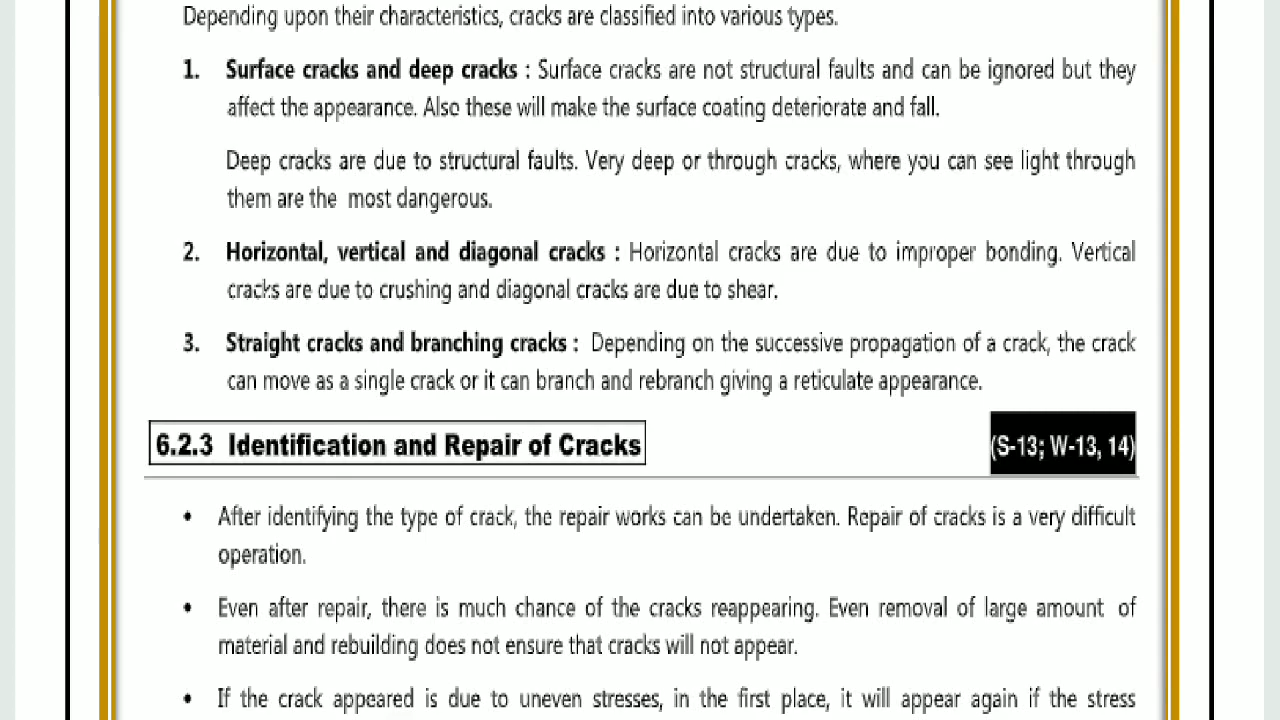 Depending upon their characteristics, cracks are classified into various types.
1. Surface cracks and deep cracks : Surface cracks are not structural faults and can be ignored but they
affect the appearance. Also these will make the surface coating deteriorate and fall.
Deep cracks are due to structural faults. Very deep or through cracks, where you can see light through
them are the most dangerous.
2. Horizontal, vertical and diagonal cracks : Horizontal cracks are due to improper bonding. Vertical
cracks are due to crushing and diagonal cracks are due to shear.
3. Straight cracks and branching cracks : Depending on the successive propagation of a crack, the crack
can move as a single crack or it can branch and rebranch giving a reticulate appearance.
6.2.3 Identification and Repair of Cracks (S-13; W-13, 14)
• After identifying the type of crack, the repair works can be undertaken. Repair of cracks is a very difficult
operation.
• Even after repair, there is much chance of the cracks reappearing. Even removal of large amount of
material and rebuilding does not ensure that cracks will not appear.
• If the crack appeared is due to uneven stresses, in the first place, it will appear again if the stress